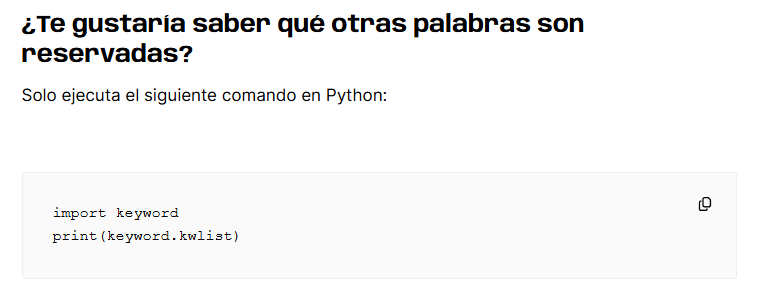 ¿Te gustaría saber qué otras palabras son
reservadas?
Solo ejecuta el siguiente comando en Python:
import keyword
print(keyword.kwlist)